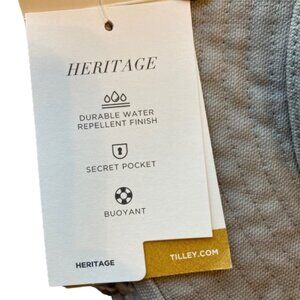 HERITAGE
DURABLE WATER
REPELLENT FINISH
SECRET POCKET
BUOYANT
HERITAGE
TILLEY.COM